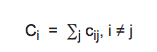 Cᵢ = ∑ⱼ cᵢⱼ, i ≠ j